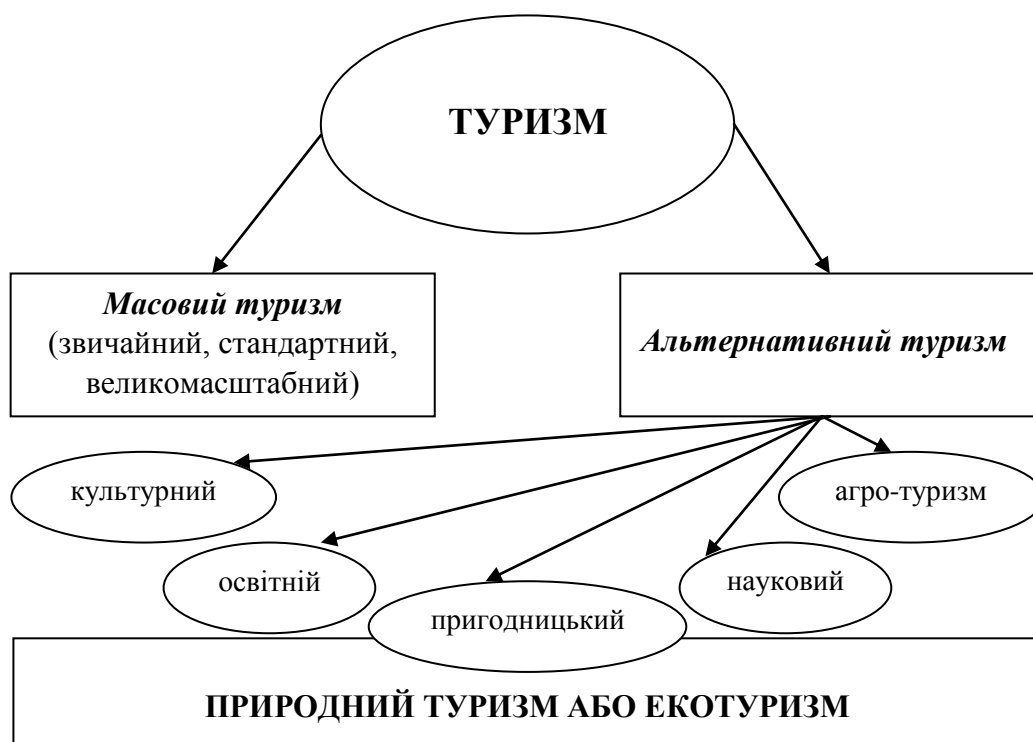 ТУРИЗМ
Масовий туризм
(звичайний, стандартний,
великомасштабний)
Альтернативний туризм
культурний
агро-туризм
освітній
науковий
пригодницький
ПРИРОДНИЙ ТУРИЗМ АБО ЕКОТУРИЗМ